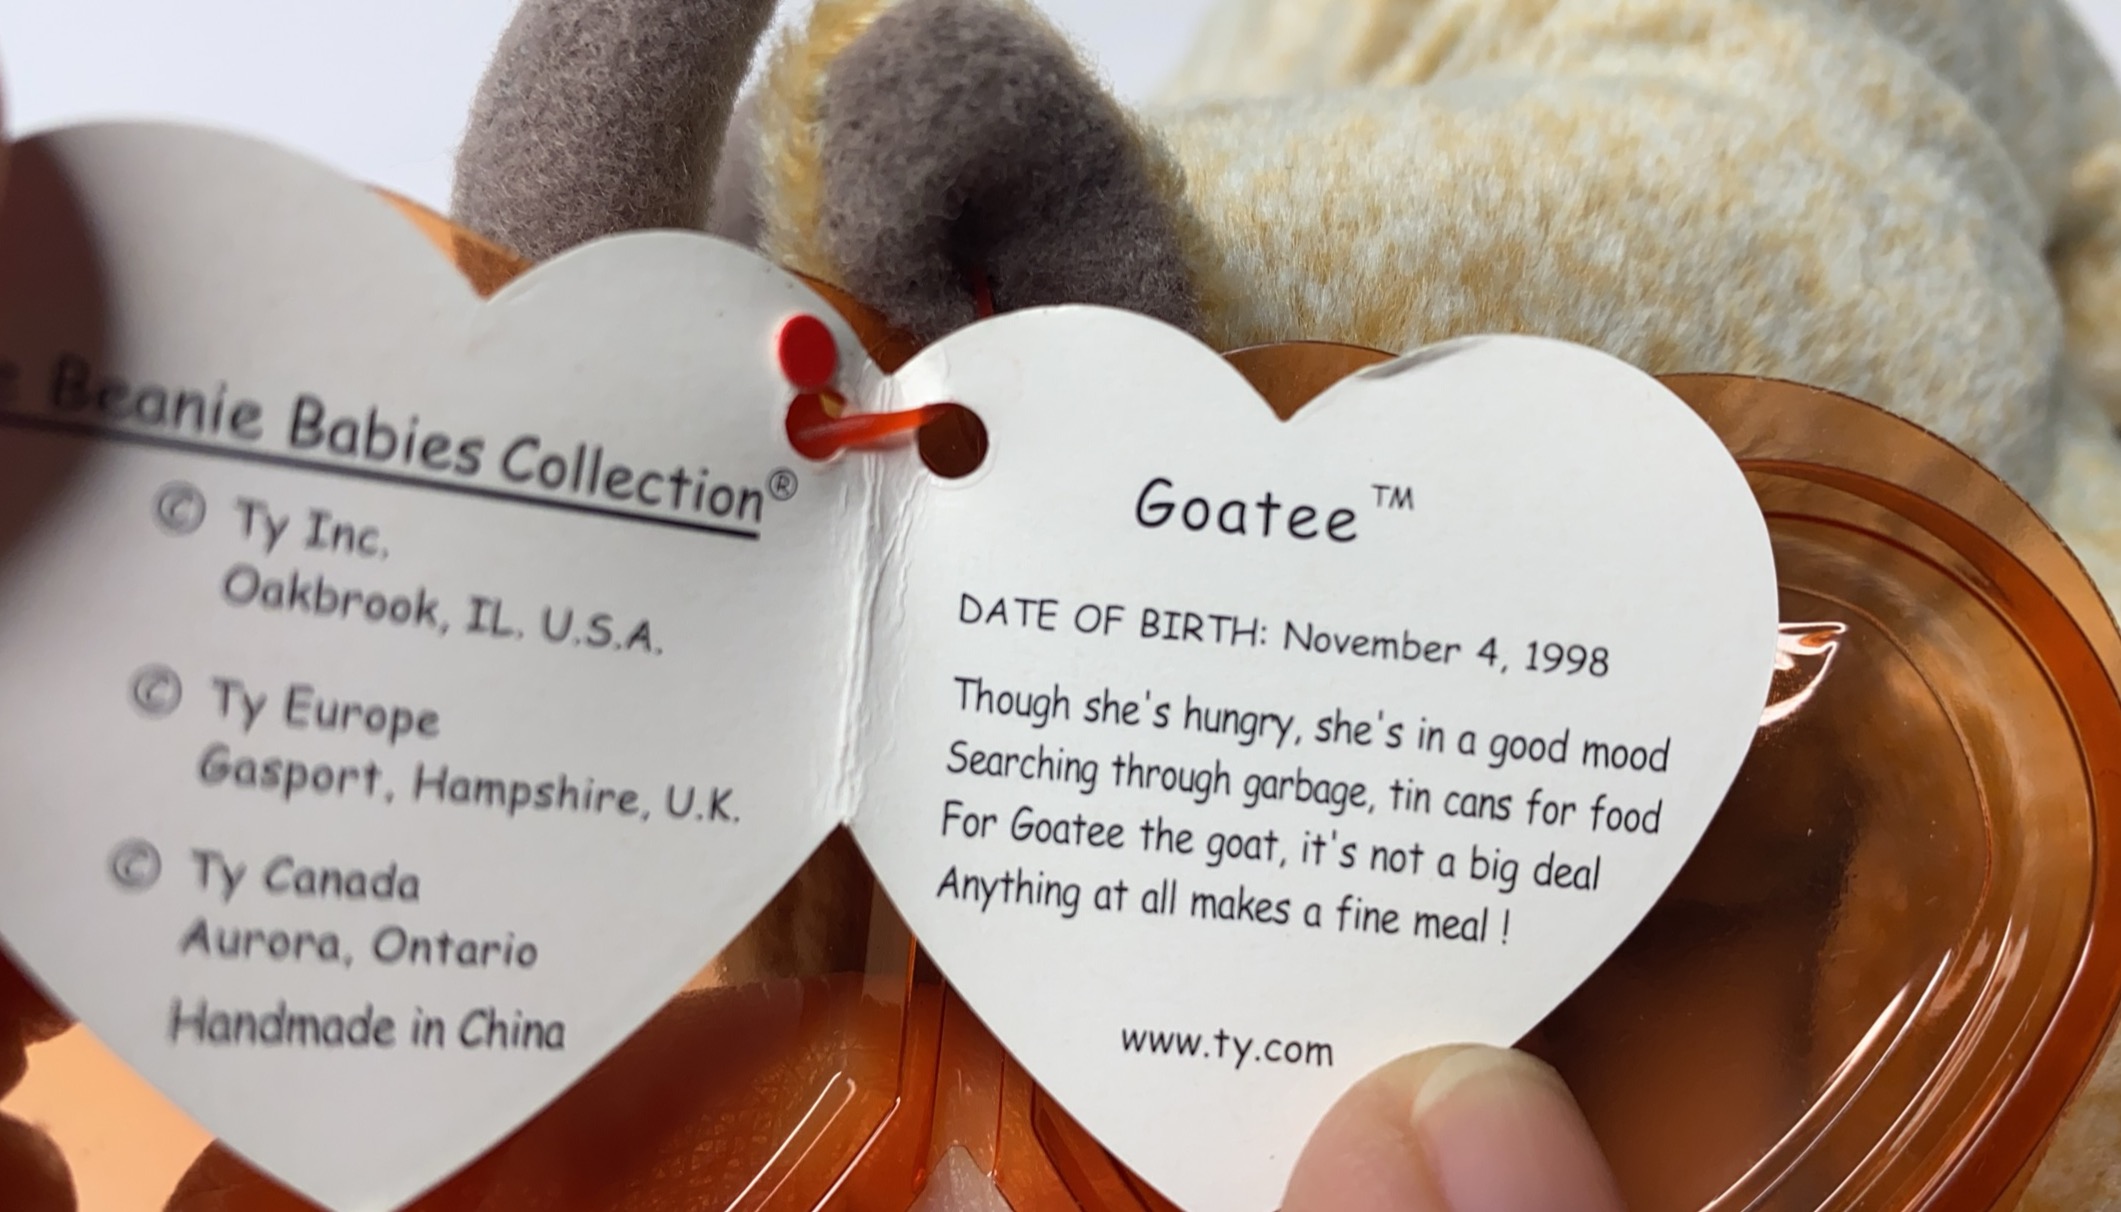 Beanie Babies Collection®
© Ty Inc.
Oakbrook, IL. U.S.A.
© Ty Europe
Gasport, Hampshire, U.K.
© Ty Canada
Aurora, Ontario
Handmade in China
Goatee™
DATE OF BIRTH: November 4, 1998
Though she's hungry, she's in a good mood
Searching through garbage, tin cans for food
For Goatee the goat, it's not a big deal
Anything at all makes a fine meal !
www.ty.com